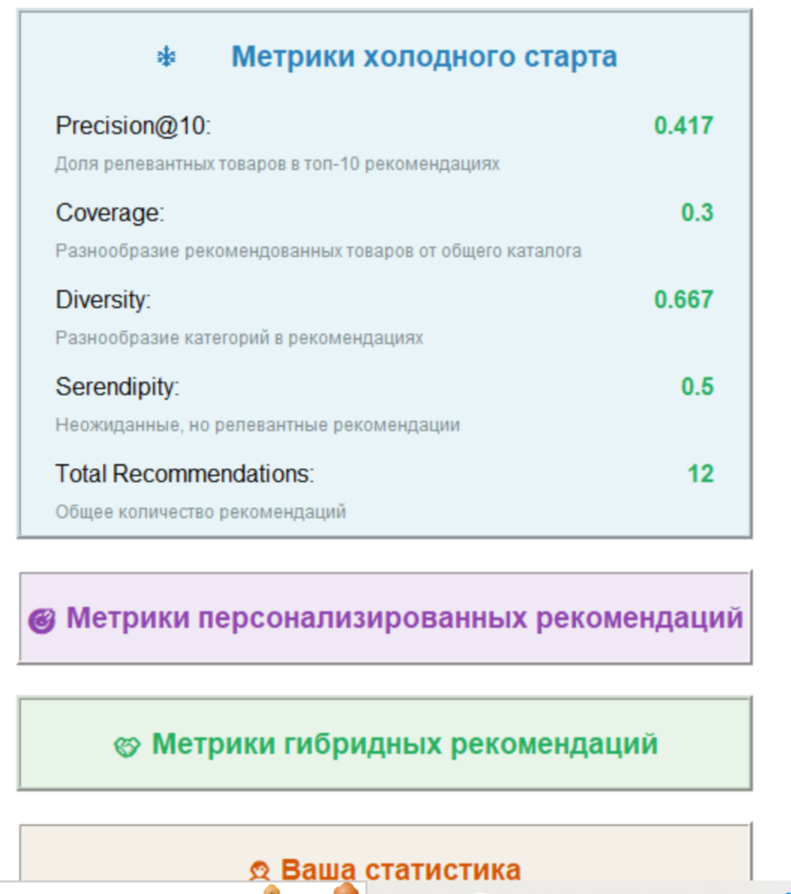 Метрики холодного старта
Precision@10: 0.417
Доля релевантных товаров в топ-10 рекомендациях
Coverage: 0.3
Разнообразие рекомендованных товаров от общего каталога
Diversity: 0.667
Разнообразие категорий в рекомендациях
Serendipity: 0.5
Неожиданные, но релевантные рекомендации
Total Recommendations: 12
Общее количество рекомендаций
Метрики персонализированных рекомендаций
Метрики гибридных рекомендаций
Ваша статистика